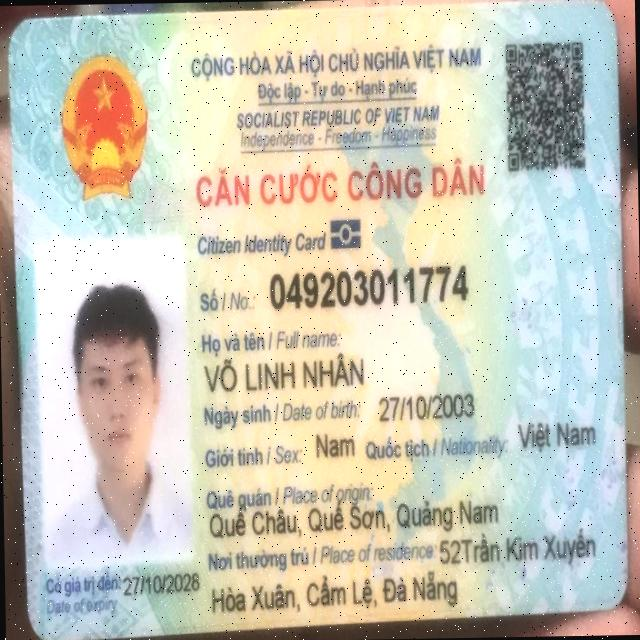 CỘNG HÒA XÃ HỘI CHỦ NGHĨA VIỆT NAM
Độc lập - Tự do - Hạnh phúc
SOCIALIST REPUBLIC OF VIET NAM
Independence - Freedom - Happiness
CĂN CƯỚC CÔNG DÂN
Citizen Identity Card
Số / No.: 049203011774
Họ và tên / Full name:
VÕ LINH NHÂN
Ngày sinh / Date of birth: 27/10/2003
Giới tính / Sex: Nam Quốc tịch / Nationality: Việt Nam
Quê quán / Place of origin:
Quế Châu, Quế Sơn, Quảng Nam
Nơi thường trú / Place of residence: 52Trần Kim Xuyến
Hòa Xuân, Cẩm Lệ, Đà Nẵng
Có giá trị đến: 27/10/2028
Date of expiry